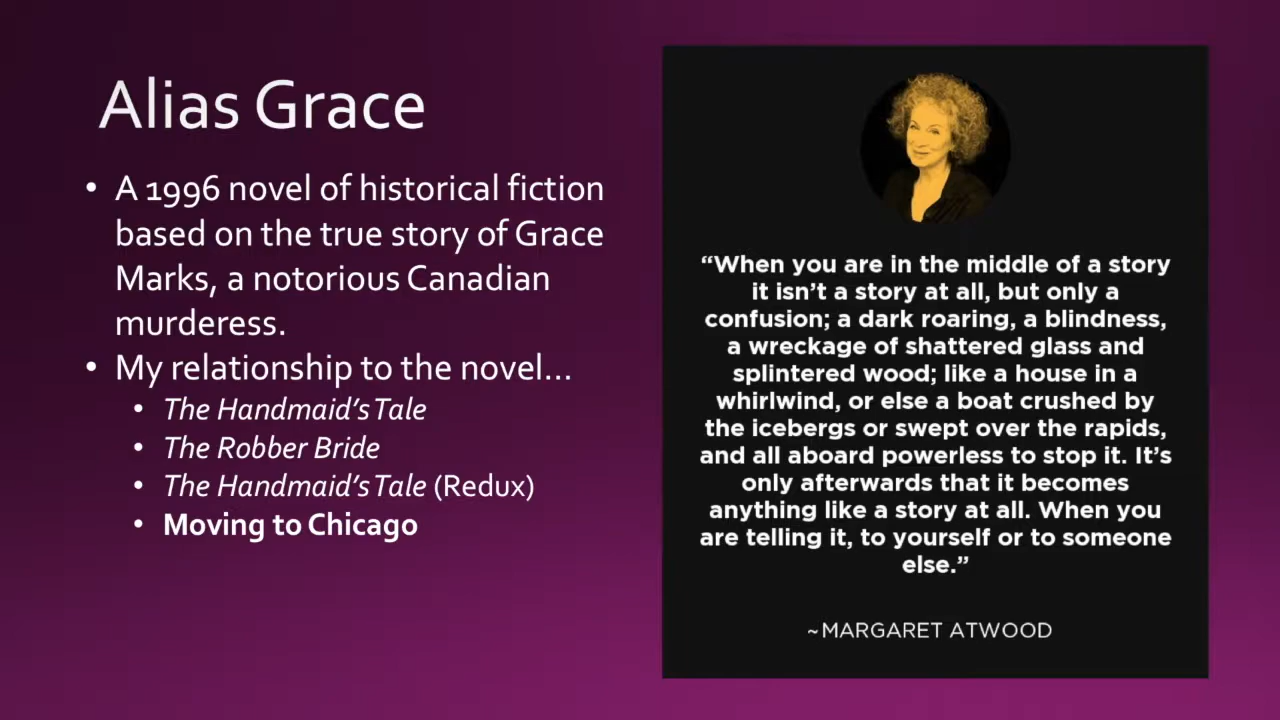 Alias Grace
• A 1996 novel of historical fiction
based on the true story of Grace
Marks, a notorious Canadian
murderess.
• My relationship to the novel...
• The Handmaid's Tale
• The Robber Bride
• The Handmaid's Tale (Redux)
• Moving to Chicago
“When you are in the middle of a story
it isn’t a story at all, but only a
confusion; a dark roaring, a blindness,
a wreckage of shattered glass and
splintered wood; like a house in a
whirlwind, or else a boat crushed by
the icebergs or swept over the rapids,
and all aboard powerless to stop it. It’s
only afterwards that it becomes
anything like a story at all. When you
are telling it, to yourself or to someone
else.”
~MARGARET ATWOOD